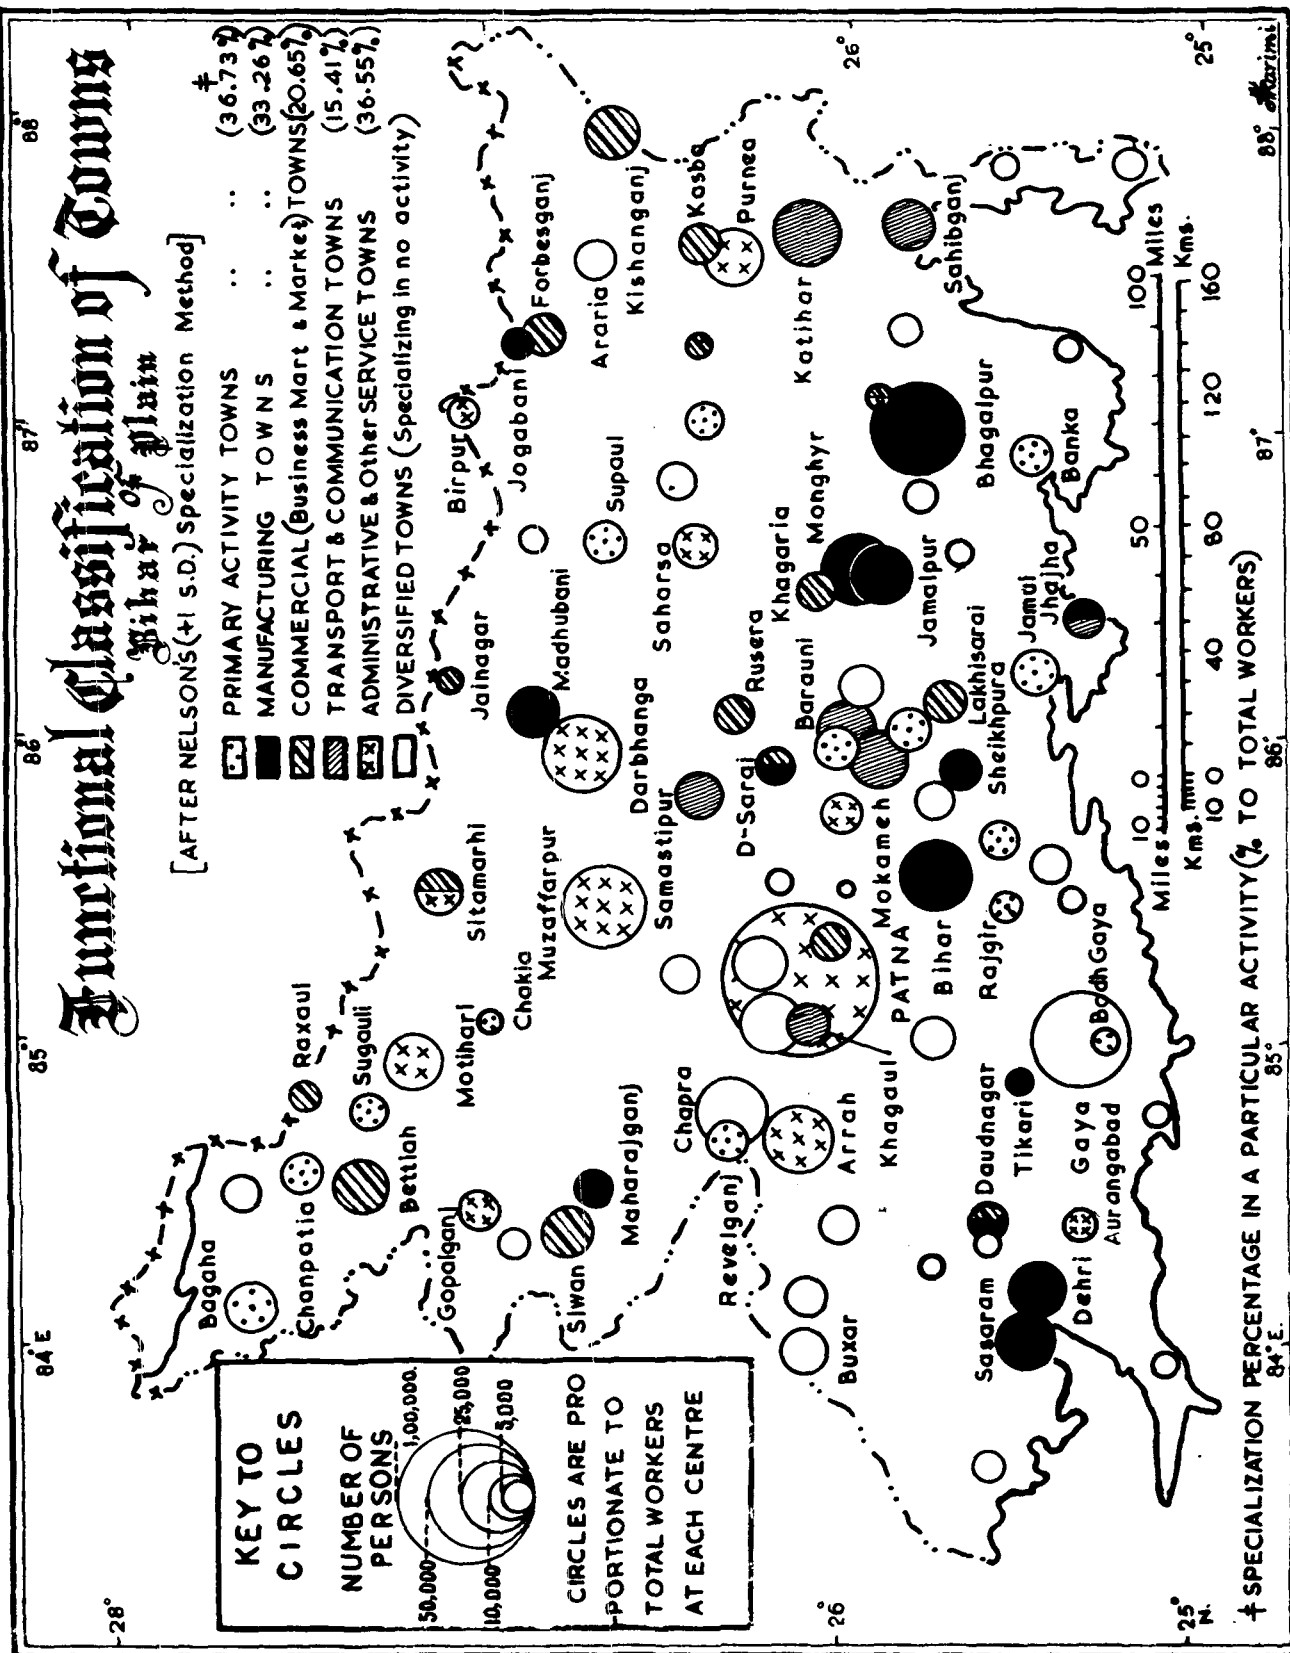 Functional Classification of Towns
Bihar Plain
[AFTER NELSON'S (+1 S.D.) Specialization Method]
PRIMARY ACTIVITY TOWNS .. .. (36.73%)‡
MANUFACTURING TOWNS .. .. (33.26%)
COMMERCIAL (Business Mart & Market) TOWNS (20.65%)
TRANSPORT & COMMUNICATION TOWNS (15.41%)
ADMINISTRATIVE & Other SERVICE TOWNS (36.55%)
DIVERSIFIED TOWNS (Specializing in no activity)
85°
86°
87°
88°
84°E
28°
Bagaha
Raxaul
Sugauli
Chanpatia
Bettiah
Motihari
Chakia
Gopalganj
Siwan
Maharajganj
Sitamarhi
Muzaffarpur
Jainagar
Madhubani
Darbhanga
Samastipur
D-Sarai
Rusera
Birpur
Jogabani
Forbesganj
Araria
Kishanganj
Supaul
Saharsa
Kasba
Purnea
Katihar
Sahibganj
Khagaria
Monghyr
Jamalpur
Bhagalpur
Banka
Barauni
Lakhisarai
Sheikhpura
Jamui
Jhajha
Mokameh
PATNA
Bihar
Rajgir
Bodh Gaya
Gaya
Khagaul
Chapra
Revelganj
Arrah
Buxar
Daudnagar
Tikari
Aurangabad
Sasaram
Dehri
KEY TO
CIRCLES
NUMBER OF
PERSONS
1,00,000
50,000
25,000
10,000
5,000
CIRCLES ARE PRO
PORTIONATE TO
TOTAL WORKERS
AT EACH CENTRE
26°
25°
26
25°
N.
10 0 50 100
Miles Miles
Kms. Kms.
10 0 40 80 120 160
84°E.
85°
86°
87°
88°
‡ SPECIALIZATION PERCENTAGE IN A PARTICULAR ACTIVITY (% TO TOTAL WORKERS)